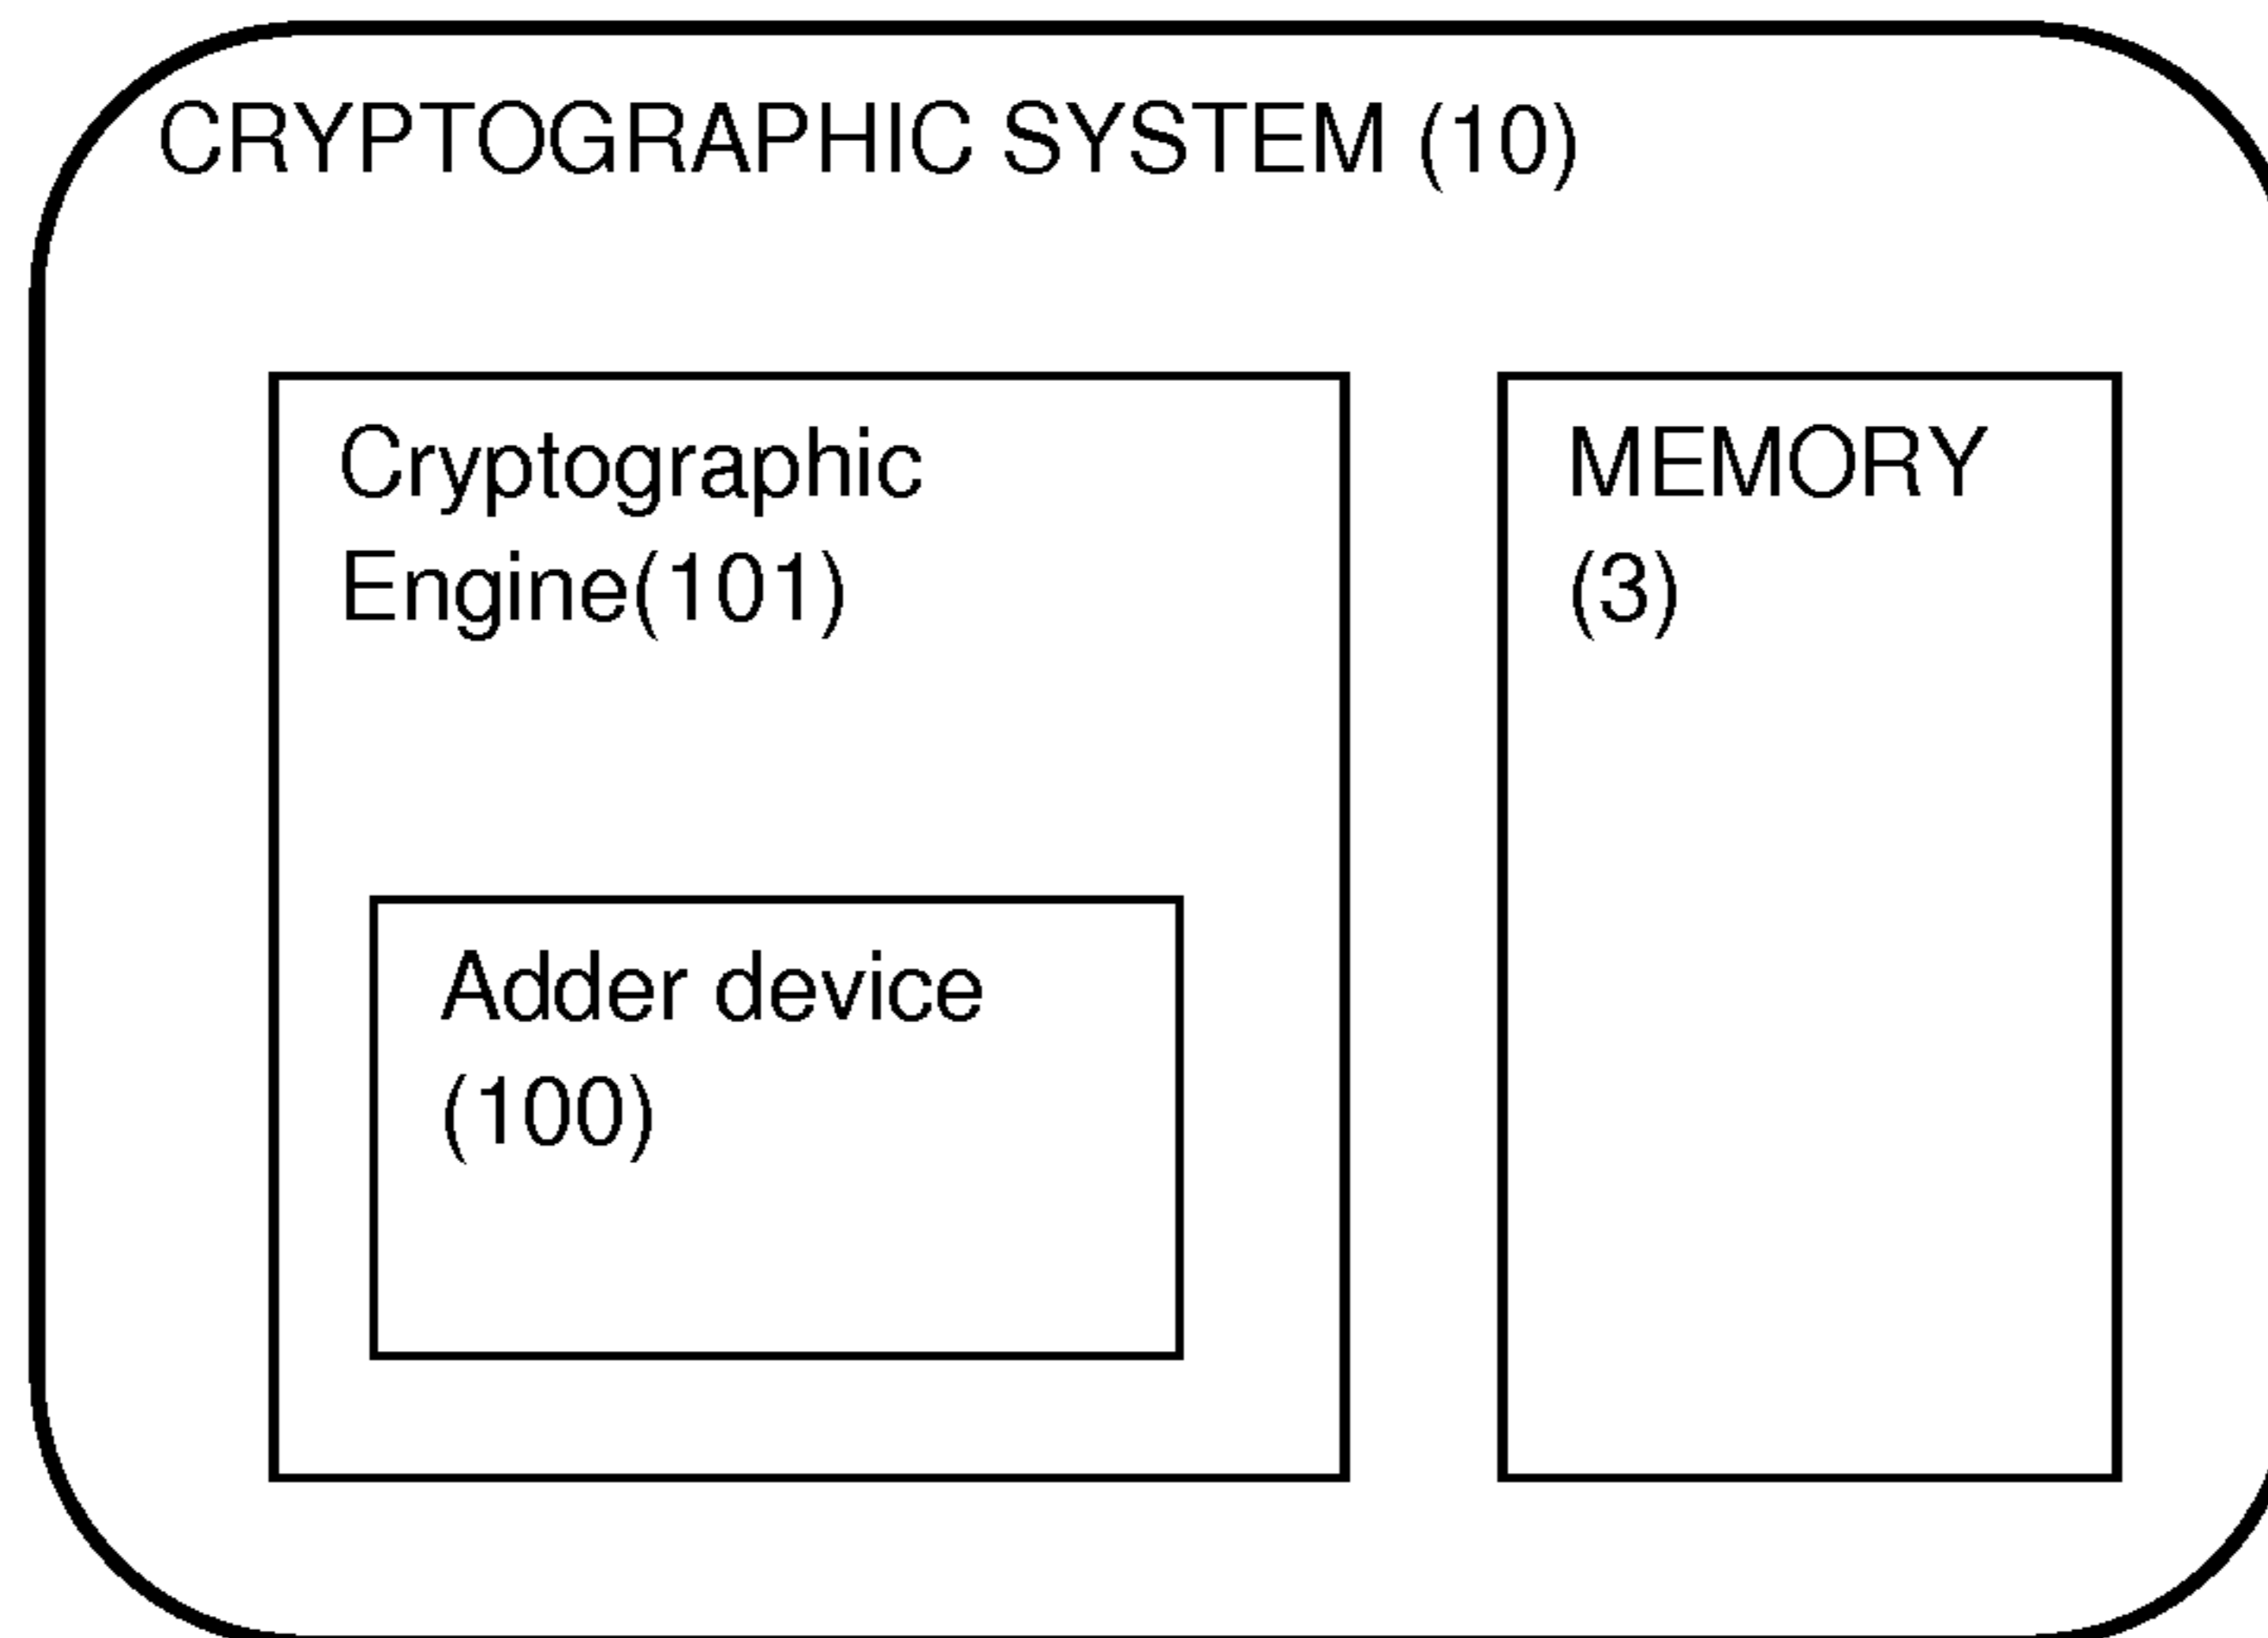 CRYPTOGRAPHIC SYSTEM (10)
Cryptographic
Engine(101)
MEMORY
(3)
Adder device
(100)